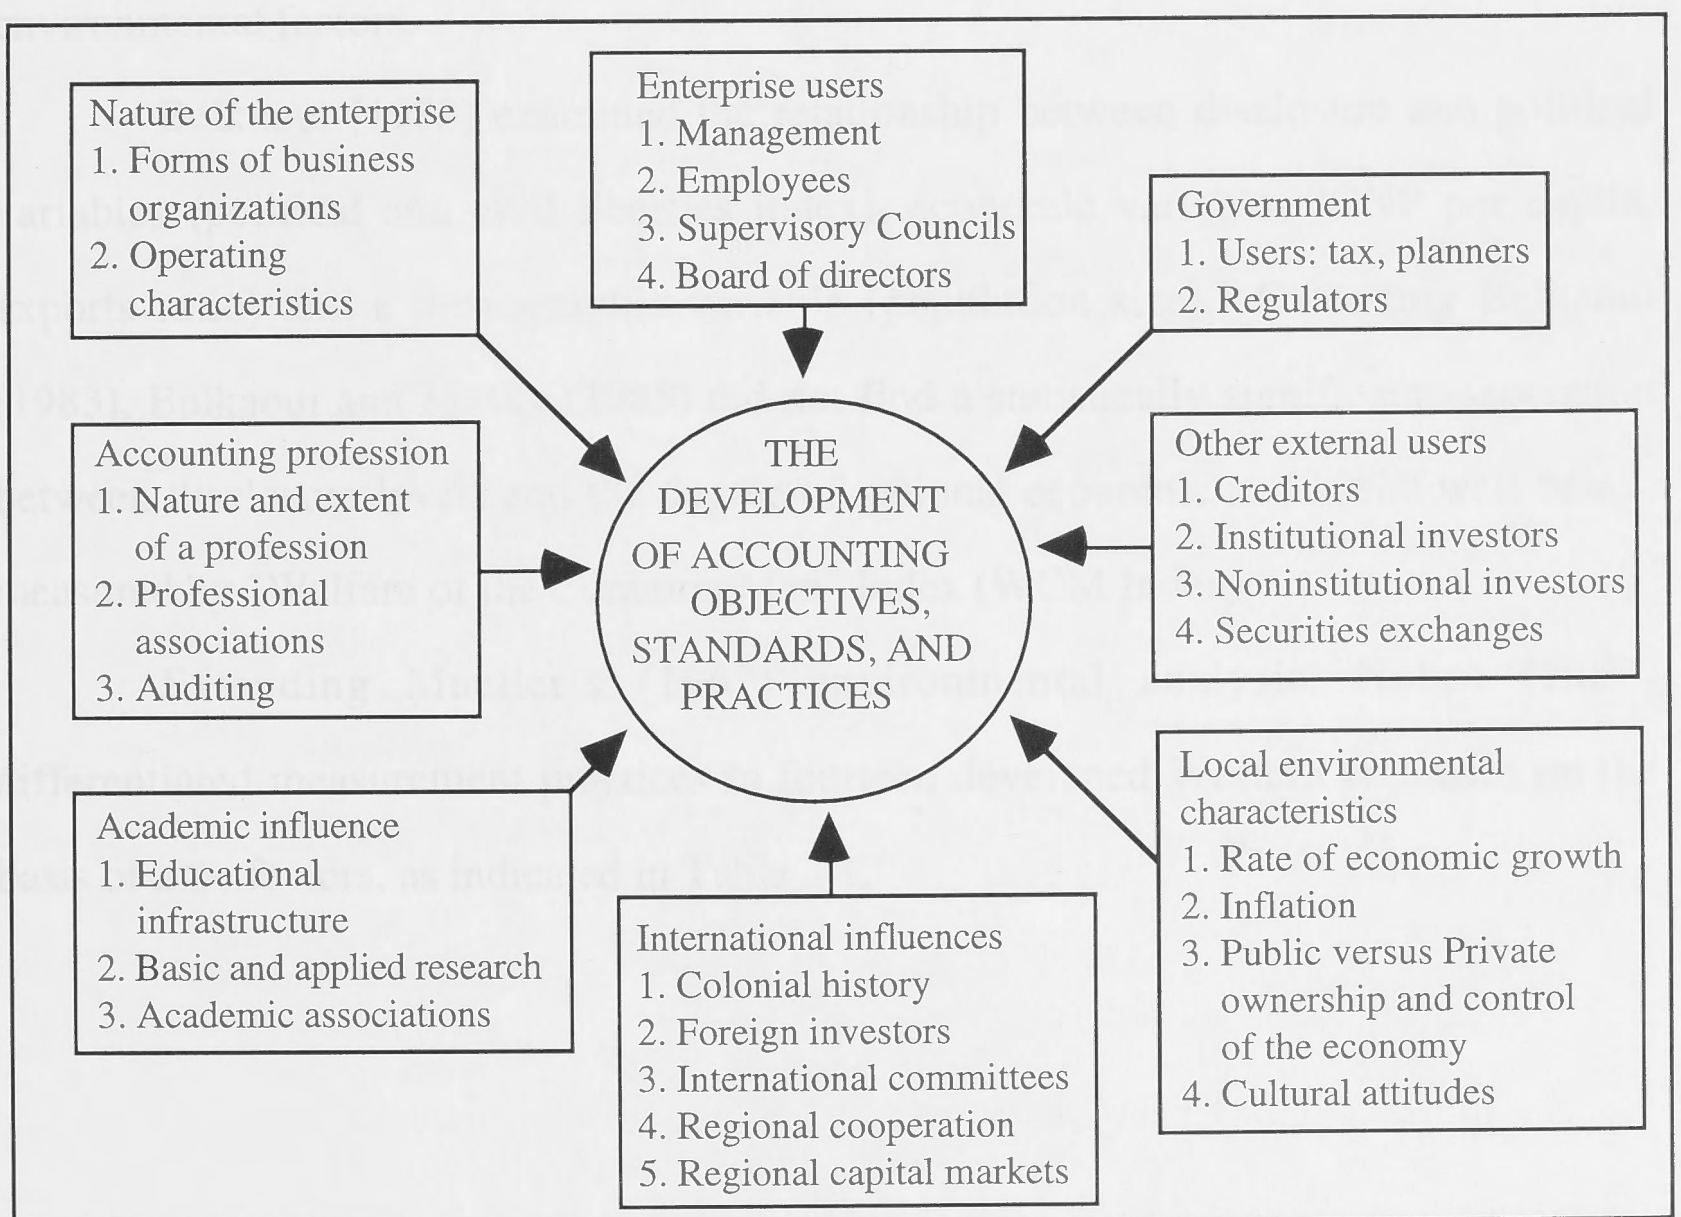 Nature of the enterprise
1. Forms of business
organizations
2. Operating
characteristics
Enterprise users
1. Management
2. Employees
3. Supervisory Councils
4. Board of directors
Government
1. Users: tax, planners
2. Regulators
Accounting profession
1. Nature and extent
of a profession
2. Professional
associations
3. Auditing
THE
DEVELOPMENT
OF ACCOUNTING
OBJECTIVES,
STANDARDS, AND
PRACTICES
Other external users
1. Creditors
2. Institutional investors
3. Noninstitutional investors
4. Securities exchanges
Academic influence
1. Educational
infrastructure
2. Basic and applied research
3. Academic associations
International influences
1. Colonial history
2. Foreign investors
3. International committees
4. Regional cooperation
5. Regional capital markets
Local environmental
characteristics
1. Rate of economic growth
2. Inflation
3. Public versus Private
ownership and control
of the economy
4. Cultural attitudes